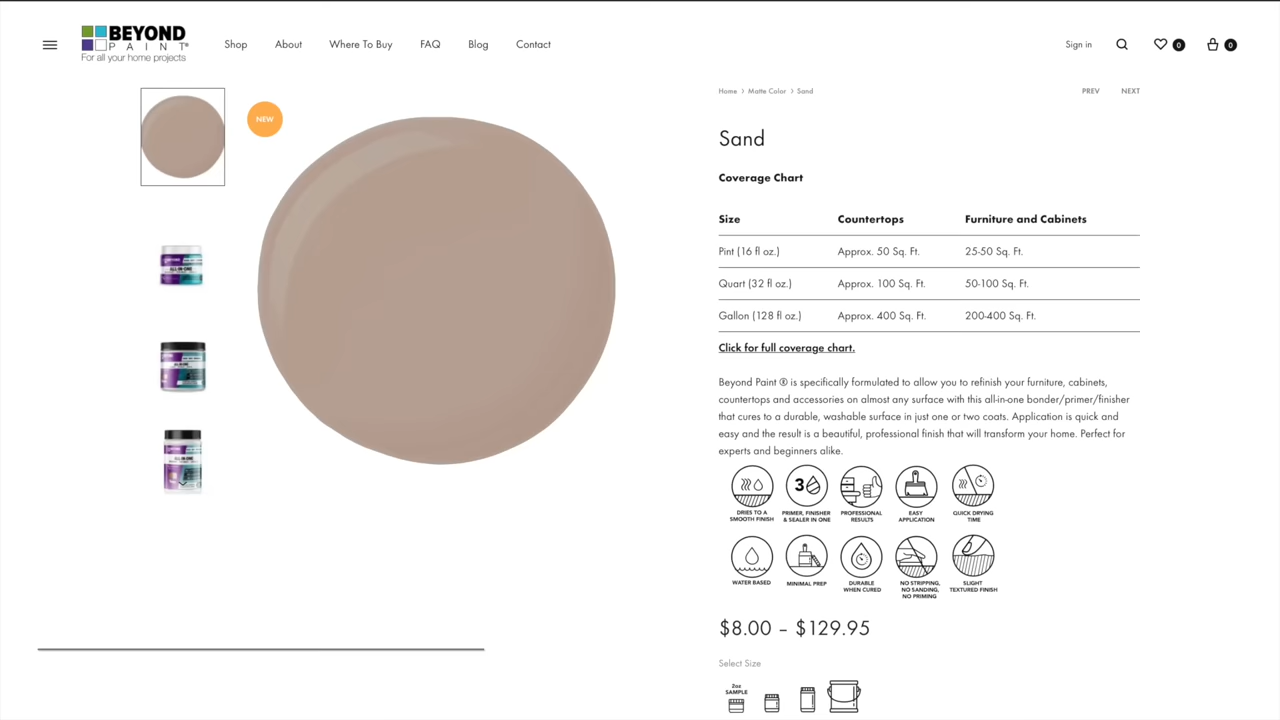 BEYOND
PAINT®
For all your home projects
Shop
About
Where To Buy
FAQ
Blog
Contact
Sign in
0
0
NEW
Home > Matte Color > Sand
PREV
NEXT
Sand
Coverage Chart
Size Countertops Furniture and Cabinets
Pint (16 fl oz.) Approx. 50 Sq. Ft. 25-50 Sq. Ft.
Quart (32 fl oz.) Approx. 100 Sq. Ft. 50-100 Sq. Ft.
Gallon (128 fl oz.) Approx. 400 Sq. Ft. 200-400 Sq. Ft.
Click for full coverage chart.
Beyond Paint ® is specifically formulated to allow you to refinish your furniture, cabinets,
countertops and accessories on almost any surface with this all-in-one bonder/primer/finisher
that cures to a durable, washable surface in just one or two coats. Application is quick and
easy and the result is a beautiful, professional finish that will transform your home. Perfect for
experts and beginners alike.
3
DRIES TO A
SMOOTH FINISH
PRIMER, FINISHER
& SEALER IN ONE
PROFESSIONAL
RESULTS
EASY
APPLICATION
QUICK DRYING
TIME
WATER BASED
MINIMAL PREP
DURABLE
WHEN CURED
NO STRIPPING,
NO SANDING,
NO PRIMING
SLIGHT
TEXTURED FINISH
$8.00 – $129.95
Select Size
2oz
SAMPLE